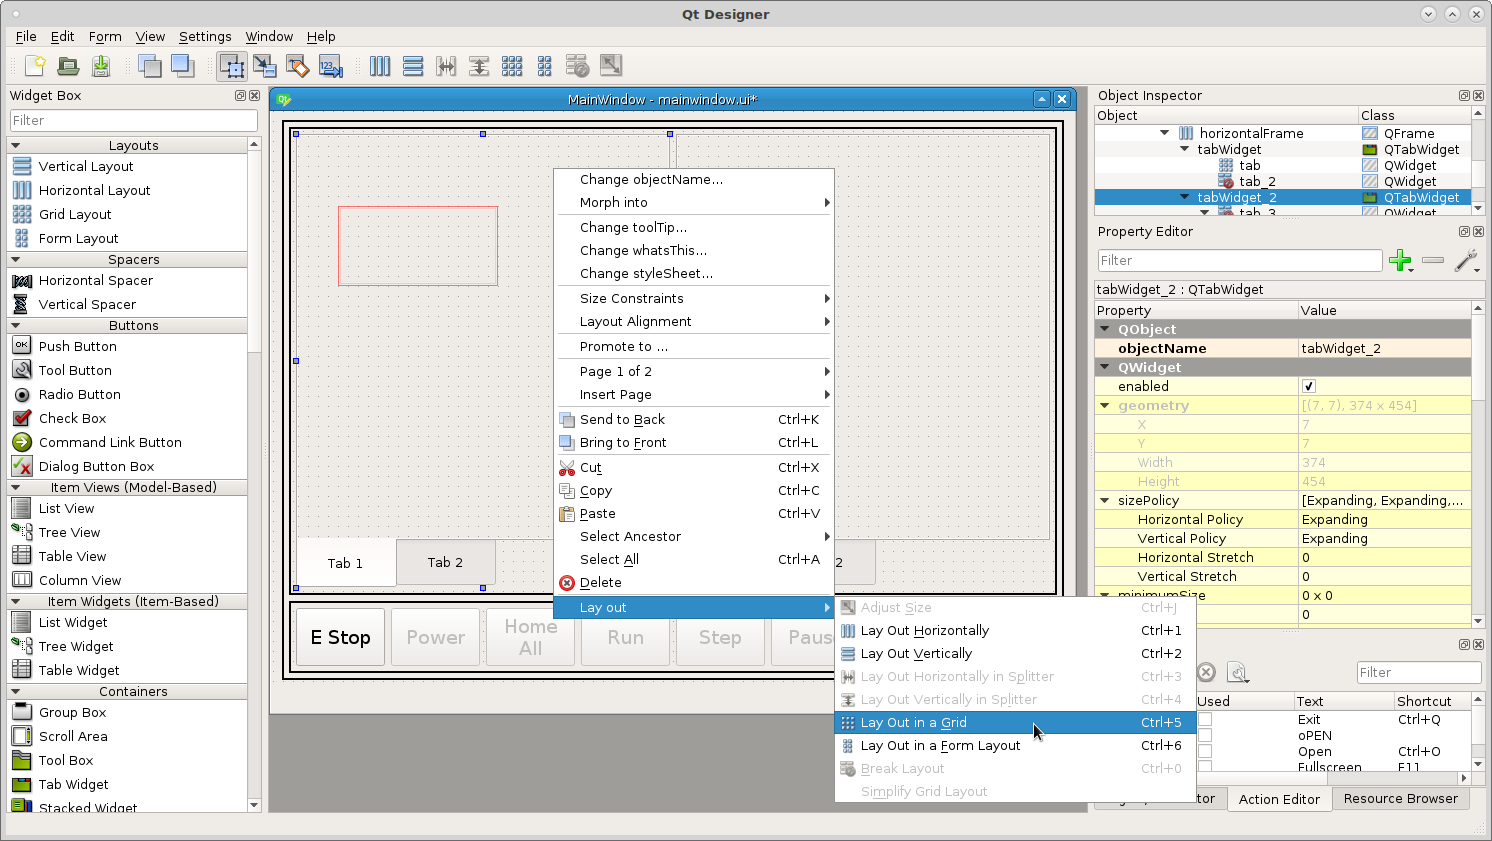 Qt Designer
File Edit Form View Settings Window Help
Widget Box
Filter
Layouts
Vertical Layout
Horizontal Layout
Grid Layout
Form Layout
Spacers
Horizontal Spacer
Vertical Spacer
Buttons
OK Push Button
Tool Button
Radio Button
Check Box
Command Link Button
Dialog Button Box
Item Views (Model-Based)
List View
Tree View
Table View
Column View
Item Widgets (Item-Based)
List Widget
Tree Widget
Table Widget
Containers
Group Box
Scroll Area
Tool Box
Tab Widget
Stacked Widget
MainWindow - mainwindow.ui*
Tab 1 Tab 2
2
E Stop Power Home All Run Step Paus
Change objectName...
Morph into
Change toolTip...
Change whatsThis...
Change styleSheet...
Size Constraints
Layout Alignment
Promote to ...
Page 1 of 2
Insert Page
Send to Back Ctrl+K
Bring to Front Ctrl+L
Cut Ctrl+X
Copy Ctrl+C
Paste Ctrl+V
Select Ancestor
Select All Ctrl+A
Delete
Lay out
Adjust Size Ctrl+J
Lay Out Horizontally Ctrl+1
Lay Out Vertically Ctrl+2
Lay Out Horizontally in Splitter Ctrl+3
Lay Out Vertically in Splitter Ctrl+4
Lay Out in a Grid Ctrl+5
Lay Out in a Form Layout Ctrl+6
Break Layout Ctrl+0
Simplify Grid Layout
Object Inspector
Object Class
horizontalFrame QFrame
tabWidget QTabWidget
tab QWidget
tab_2 QWidget
tabWidget_2 QTabWidget
tab_3 QWidget
Property Editor
Filter
tabWidget_2 : QTabWidget
Property Value
QObject
objectName tabWidget_2
QWidget
enabled
geometry [(7, 7), 374 x 454]
X 7
Y 7
Width 374
Height 454
sizePolicy [Expanding, Expanding,...
Horizontal Policy Expanding
Vertical Policy Expanding
Horizontal Stretch 0
Vertical Stretch 0
minimumSize 0 x 0
0
Filter
Used Text Shortcut
Exit Ctrl+Q
oPEN
Open Ctrl+O
Fullscreen F11
Action Editor Resource Browser